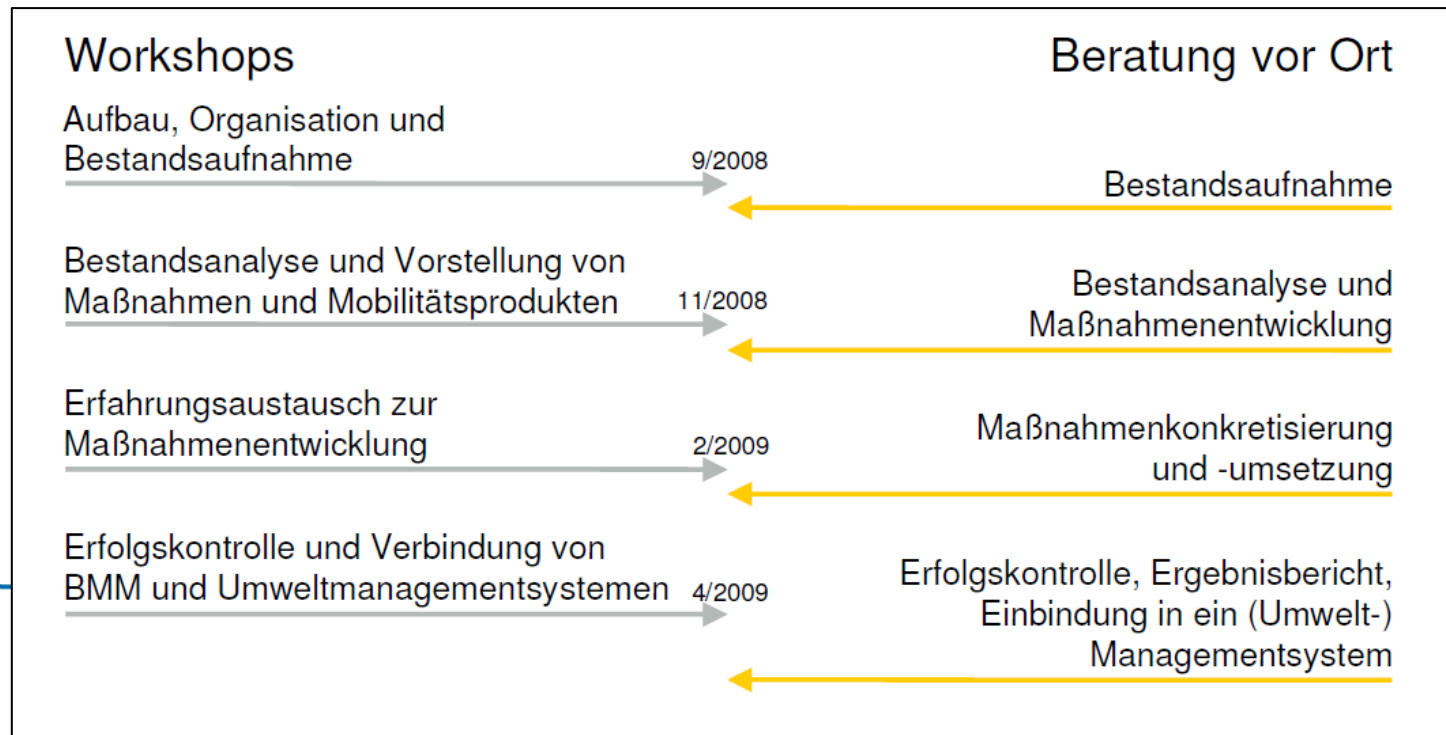 Workshops
Beratung vor Ort
Aufbau, Organisation und
Bestandsaufnahme
9/2008
Bestandsaufnahme
Bestandsanalyse und Vorstellung von
Maßnahmen und Mobilitätsprodukten
11/2008
Bestandsanalyse und
Maßnahmenentwicklung
Erfahrungsaustausch zur
Maßnahmenentwicklung
2/2009
Maßnahmenkonkretisierung
und -umsetzung
Erfolgskontrolle und Verbindung von
BMM und Umweltmanagementsystemen
4/2009
Erfolgskontrolle, Ergebnisbericht,
Einbindung in ein (Umwelt-)
Managementsystem